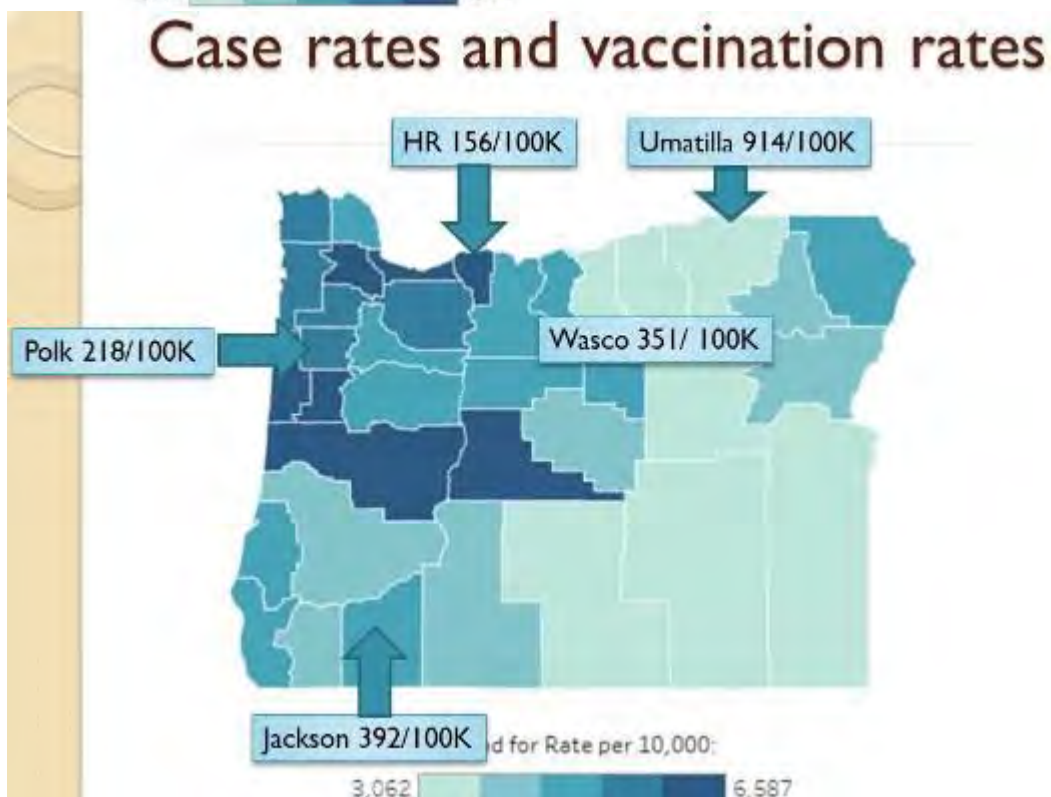 Case rates and vaccination rates
HR 156/100K
Umatilla 914/100K
Polk 218/100K
Wasco 351/ 100K
Jackson 392/100K
d for Rate per 10,000:
3,062
6,587